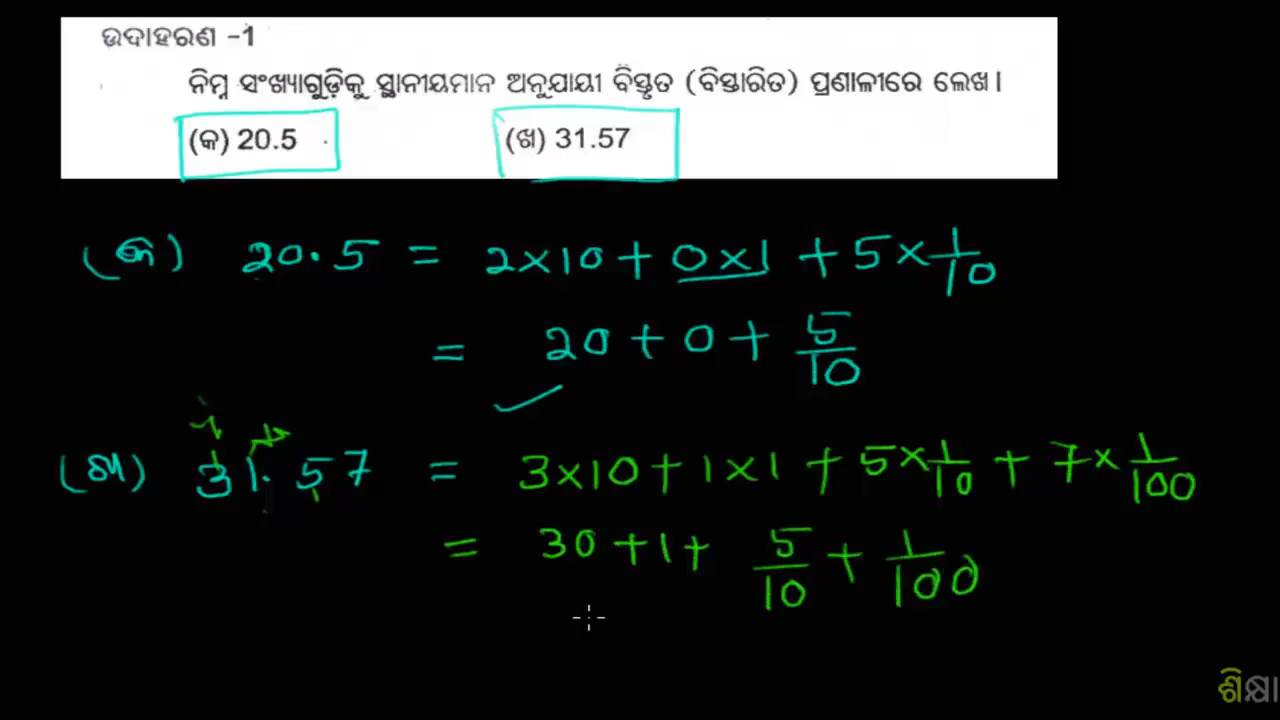 ଉଦାହରଣ -1
ନିମ୍ନ ସଂଖ୍ୟାଗୁଡ଼ିକୁ ସ୍ଥାନୀୟମାନ ଅନୁଯାୟୀ ବିସ୍ତୃତ (ବିସ୍ତାରିତ) ପ୍ରଣାଳୀରେ ଲେଖ।
(କ) 20.5 (ଖ) 31.57
(କ) 20.5 = 2×10 + 0×1 + 5×1/10
= 20 + 0 + 5/10
(ଖ) 31.57 = 3×10 + 1×1 + 5×1/10 + 7×1/100
= 30 + 1 + 5/10 + 1/100
ଶିକ୍ଷା